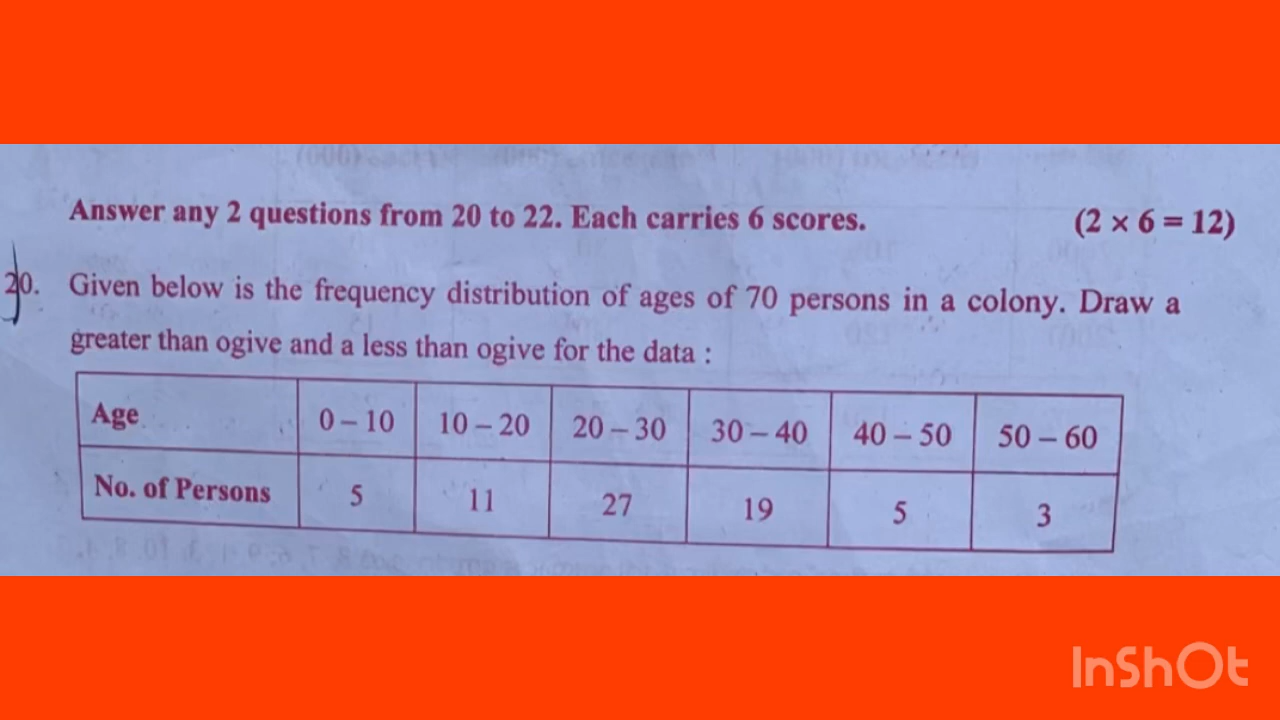 Answer any 2 questions from 20 to 22. Each carries 6 scores. (2 × 6 = 12)
20. Given below is the frequency distribution of ages of 70 persons in a colony. Draw a
greater than ogive and a less than ogive for the data :
Age 0 – 10 10 – 20 20 – 30 30 – 40 40 – 50 50 – 60
No. of Persons 5 11 27 19 5 3
InShOt